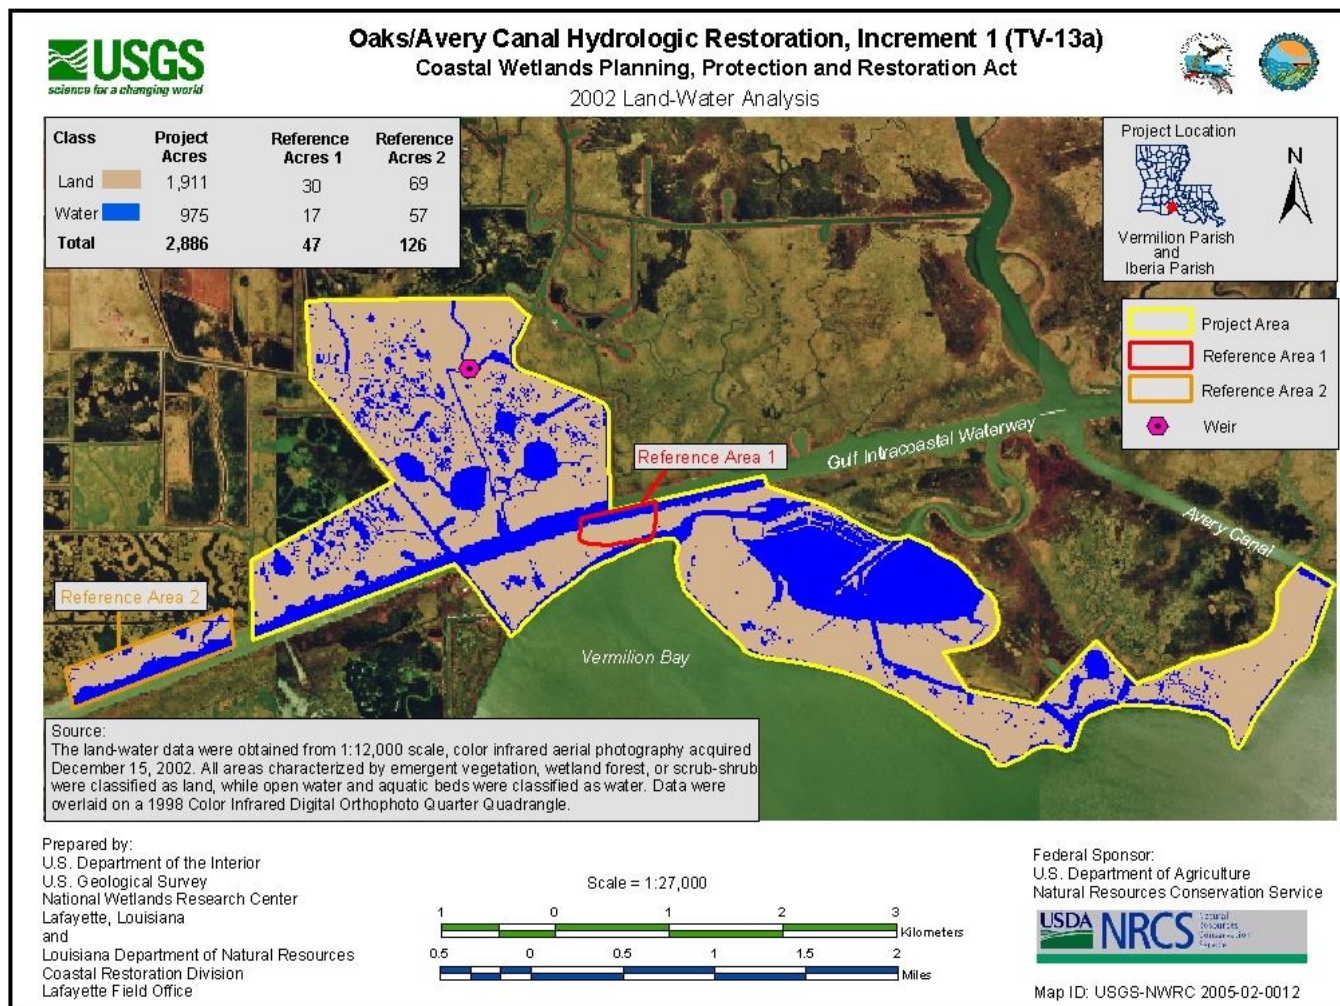 USGS
science for a changing world
Oaks/Avery Canal Hydrologic Restoration, Increment 1 (TV-13a)
Coastal Wetlands Planning, Protection and Restoration Act
2002 Land-Water Analysis
Class Project Acres Reference Acres 1 Reference Acres 2
Land 1,911 30 69
Water 975 17 57
Total 2,886 47 126
Project Location
N
Vermilion Parish
and
Iberia Parish
Project Area
Reference Area 1
Reference Area 2
Weir
Reference Area 1
Gulf Intracoastal Waterway
Avery Canal
Reference Area 2
Vermilion Bay
Source:
The land-water data were obtained from 1:12,000 scale, color infrared aerial photography acquired
December 15, 2002. All areas characterized by emergent vegetation, wetland forest, or scrub-shrub
were classified as land, while open water and aquatic beds were classified as water. Data were
overlaid on a 1998 Color Infrared Digital Orthophoto Quarter Quadrangle.
Prepared by:
U.S. Department of the Interior
U.S. Geological Survey
National Wetlands Research Center
Lafayette, Louisiana
and
Louisiana Department of Natural Resources
Coastal Restoration Division
Lafayette Field Office
Scale = 1:27,000
1 0 1 2 3
Kilometers
0.5 0 0.5 1 1.5 2
Miles
Federal Sponsor:
U.S. Department of Agriculture
Natural Resources Conservation Service
USDA NRCS
Natural
Resources
Conservation
Service
Map ID: USGS-NWRC 2005-02-0012